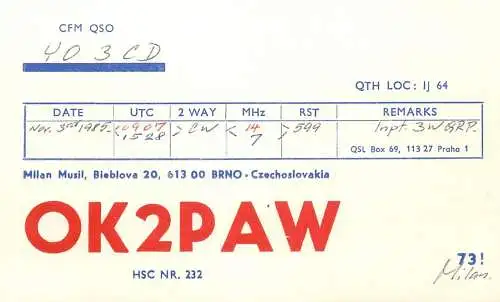 CFM QSO
YO 3 CD
QTH LOC: IJ 64
DATE UTC 2 WAY MHz RST REMARKS
Nov. 3rd 1985. 0907 > CW < 14 > 599 Inpt. 3W QRP.
1528 7
QSL Box 69, 113 27 Praha 1
Milan Musil, Bieblova 20, 613 00 BRNO - Czechoslovakia
OK2PAW
73!
HSC NR. 232
Milan.